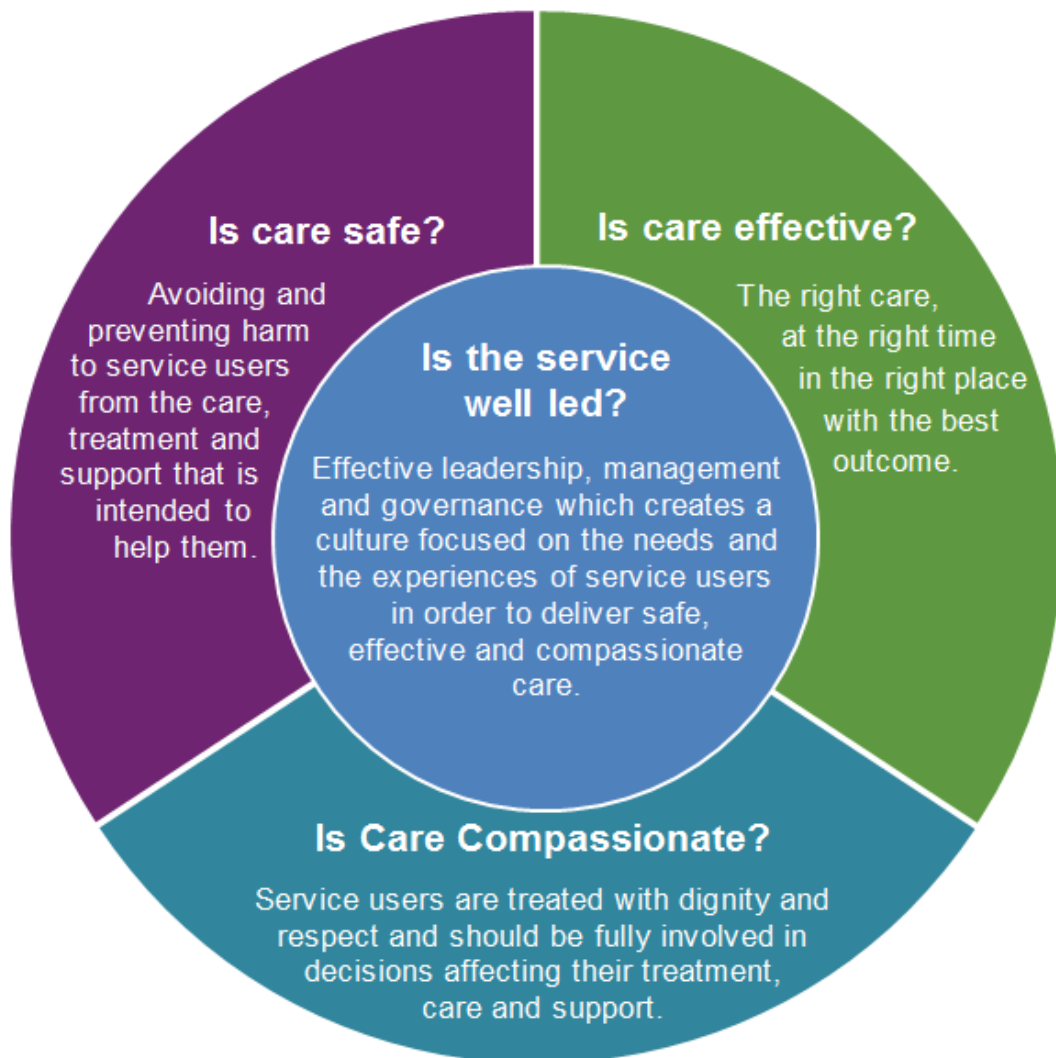 Is care safe?
Avoiding and
preventing harm
to service users
from the care,
treatment and
support that is
intended to
help them.
Is care effective?
The right care,
at the right time
in the right place
with the best
outcome.
Is the service
well led?
Effective leadership, management
and governance which creates a
culture focused on the needs and
the experiences of service users
in order to deliver safe,
effective and compassionate
care.
Is Care Compassionate?
Service users are treated with dignity and
respect and should be fully involved in
decisions affecting their treatment,
care and support.